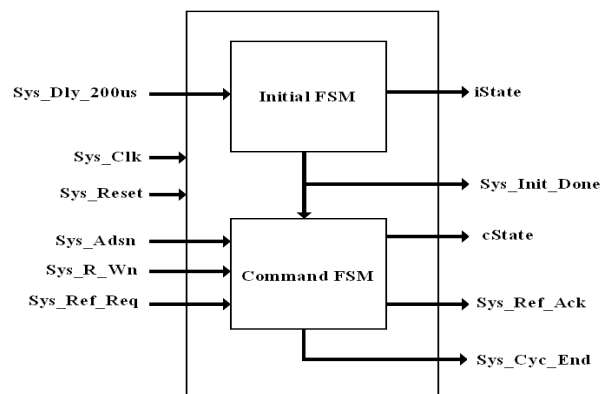 Sys_Dly_200us
Initial FSM
iState
Sys_Clk
Sys_Reset
Sys_Init_Done
Sys_Adsn
cState
Sys_R_Wn
Command FSM
Sys_Ref_Req
Sys_Ref_Ack
Sys_Cyc_End